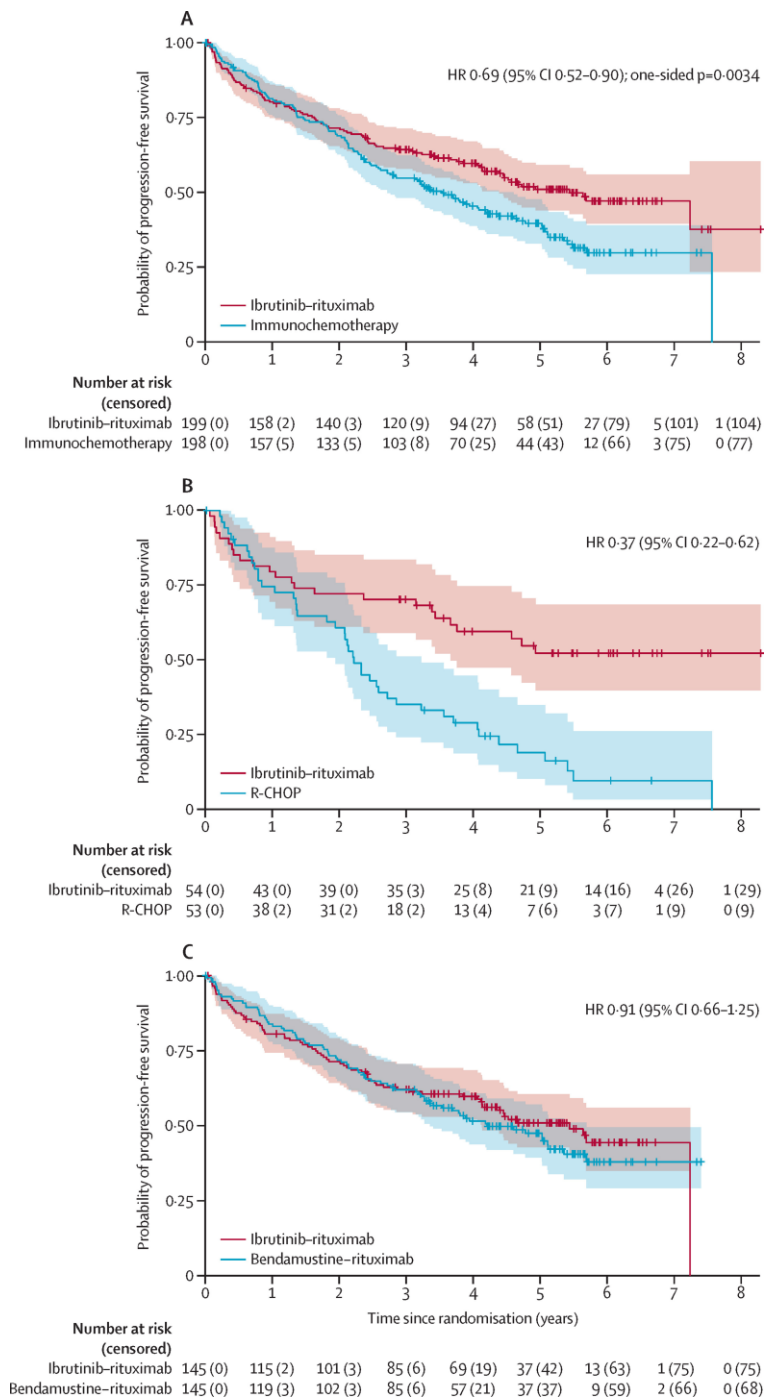 A
1·00
0·75
0·50
0·25
0
Probability of progression-free survival
HR 0·69 (95% CI 0·52–0·90); one-sided p=0·0034
Ibrutinib–rituximab
Immunochemotherapy
0 1 2 3 4 5 6 7 8
Number at risk
(censored)
Ibrutinib–rituximab 199 (0) 158 (2) 140 (3) 120 (9) 94 (27) 58 (51) 27 (79) 5 (101) 1 (104)
Immunochemotherapy 198 (0) 157 (5) 133 (5) 103 (8) 70 (25) 44 (43) 12 (66) 3 (75) 0 (77)
B
1·00
0·75
0·50
0·25
0
Probability of progression-free survival
HR 0·37 (95% CI 0·22–0·62)
Ibrutinib–rituximab
R-CHOP
0 1 2 3 4 5 6 7 8
Number at risk
(censored)
Ibrutinib–rituximab 54 (0) 43 (0) 39 (0) 35 (3) 25 (8) 21 (9) 14 (16) 4 (26) 1 (29)
R-CHOP 53 (0) 38 (2) 31 (2) 18 (2) 13 (4) 7 (6) 3 (7) 1 (9) 0 (9)
C
1·00
0·75
0·50
0·25
0
Probability of progression-free survival
HR 0·91 (95% CI 0·66–1·25)
Ibrutinib–rituximab
Bendamustine–rituximab
0 1 2 3 4 5 6 7 8
Time since randomisation (years)
Number at risk
(censored)
Ibrutinib–rituximab 145 (0) 115 (2) 101 (3) 85 (6) 69 (19) 37 (42) 13 (63) 1 (75) 0 (75)
Bendamustine–rituximab 145 (0) 119 (3) 102 (3) 85 (6) 57 (21) 37 (37) 9 (59) 2 (66) 0 (68)